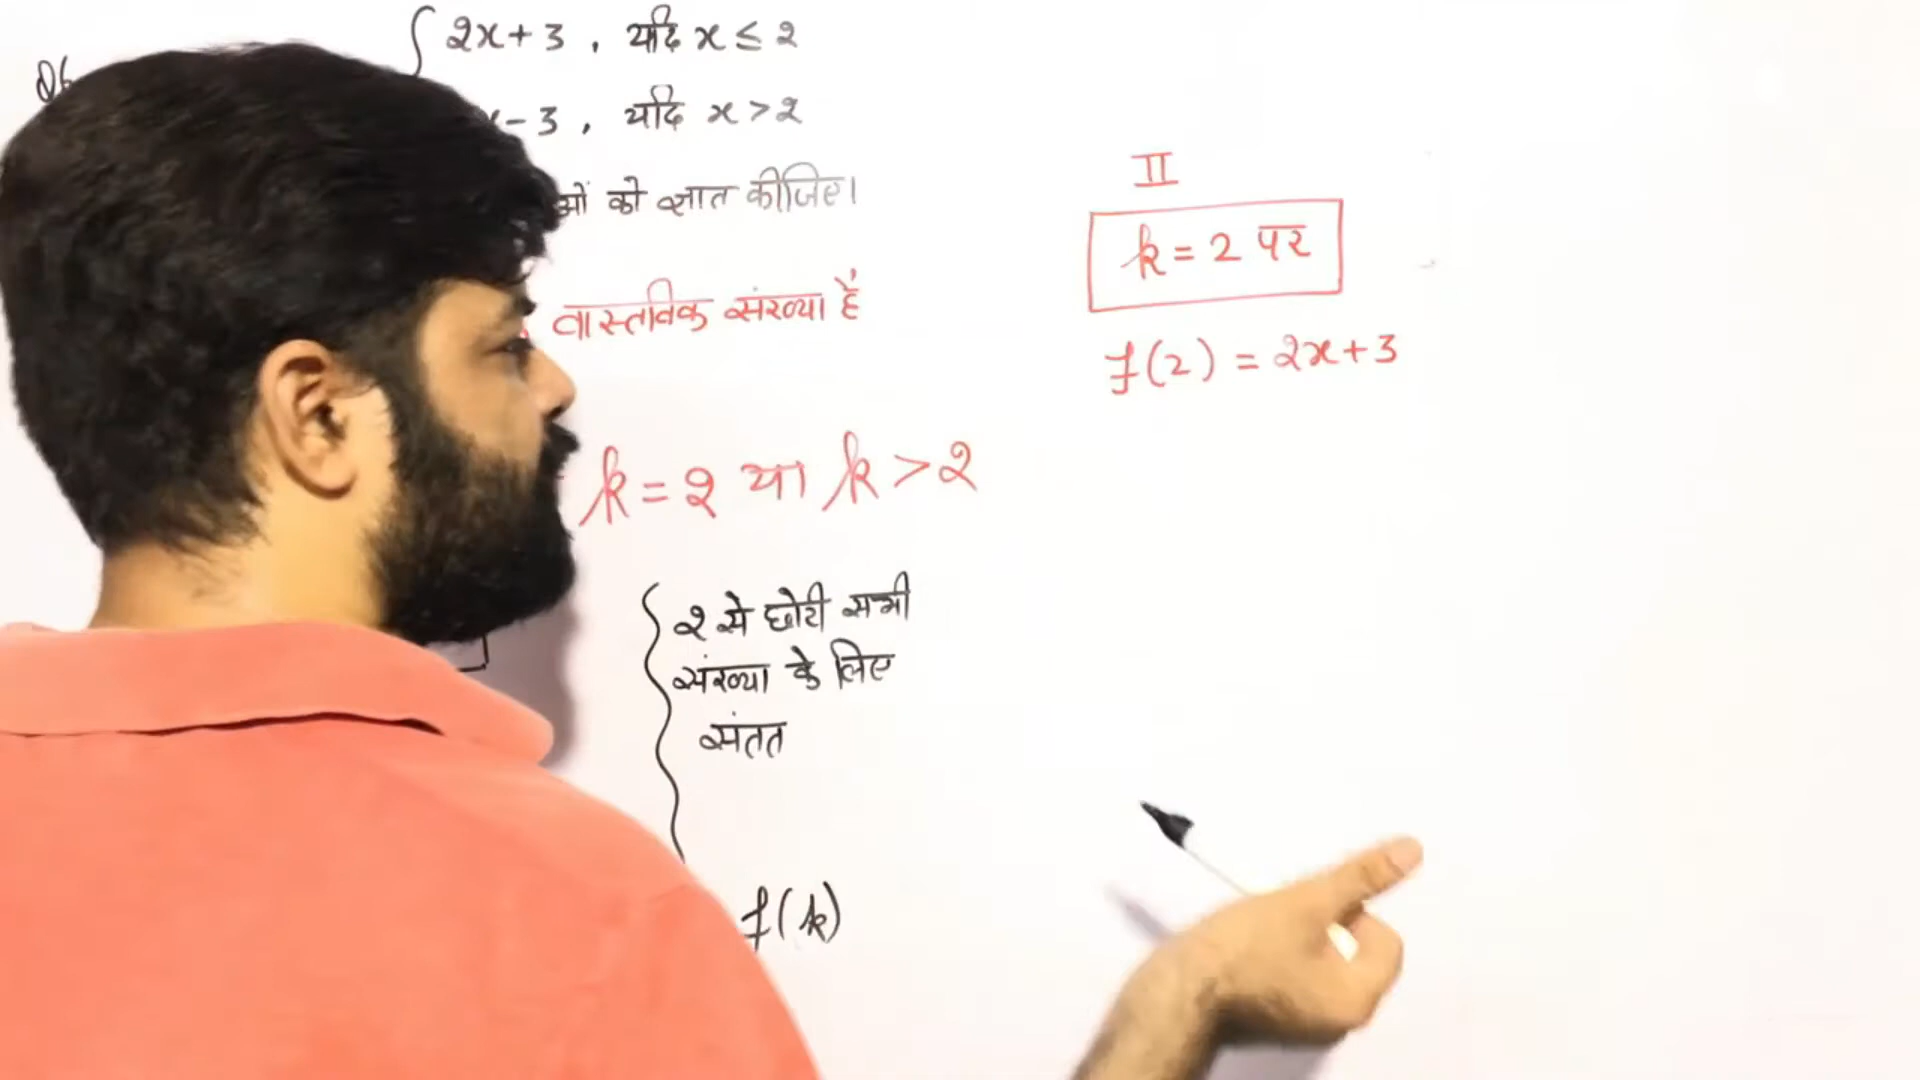 Q6
2x+3 , यदि x ≤ 2
x-3 , यदि x > 2
को ज्ञात कीजिए।
वास्तविक संख्या है
k = 2 या k > 2
2 से छोटी सभी
संख्या के लिए
संतत
f(k)
II
k = 2 पर
f(2) = 2x+3